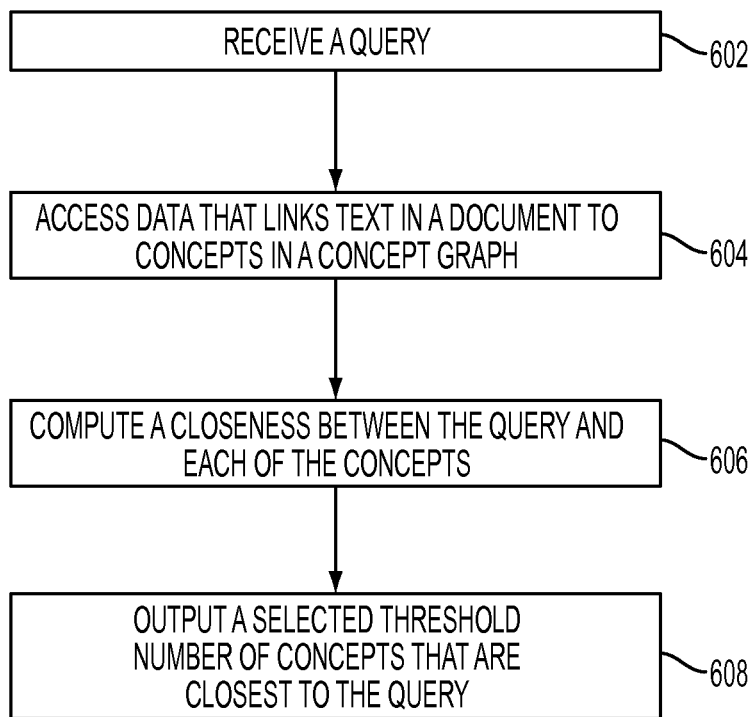 RECEIVE A QUERY
602
ACCESS DATA THAT LINKS TEXT IN A DOCUMENT TO
CONCEPTS IN A CONCEPT GRAPH
604
COMPUTE A CLOSENESS BETWEEN THE QUERY AND
EACH OF THE CONCEPTS
606
OUTPUT A SELECTED THRESHOLD
NUMBER OF CONCEPTS THAT ARE
CLOSEST TO THE QUERY
608